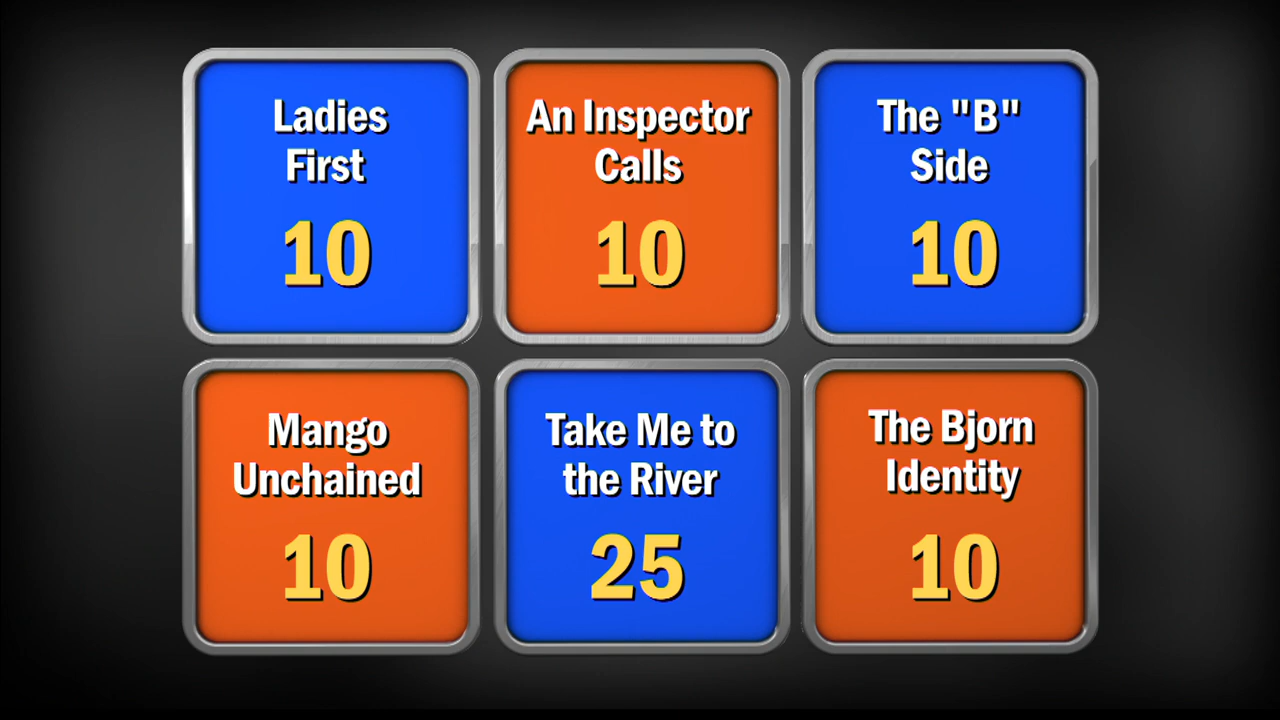 Ladies
First
10
An Inspector
Calls
10
The "B"
Side
10
Mango
Unchained
10
Take Me to
the River
25
The Bjorn
Identity
10